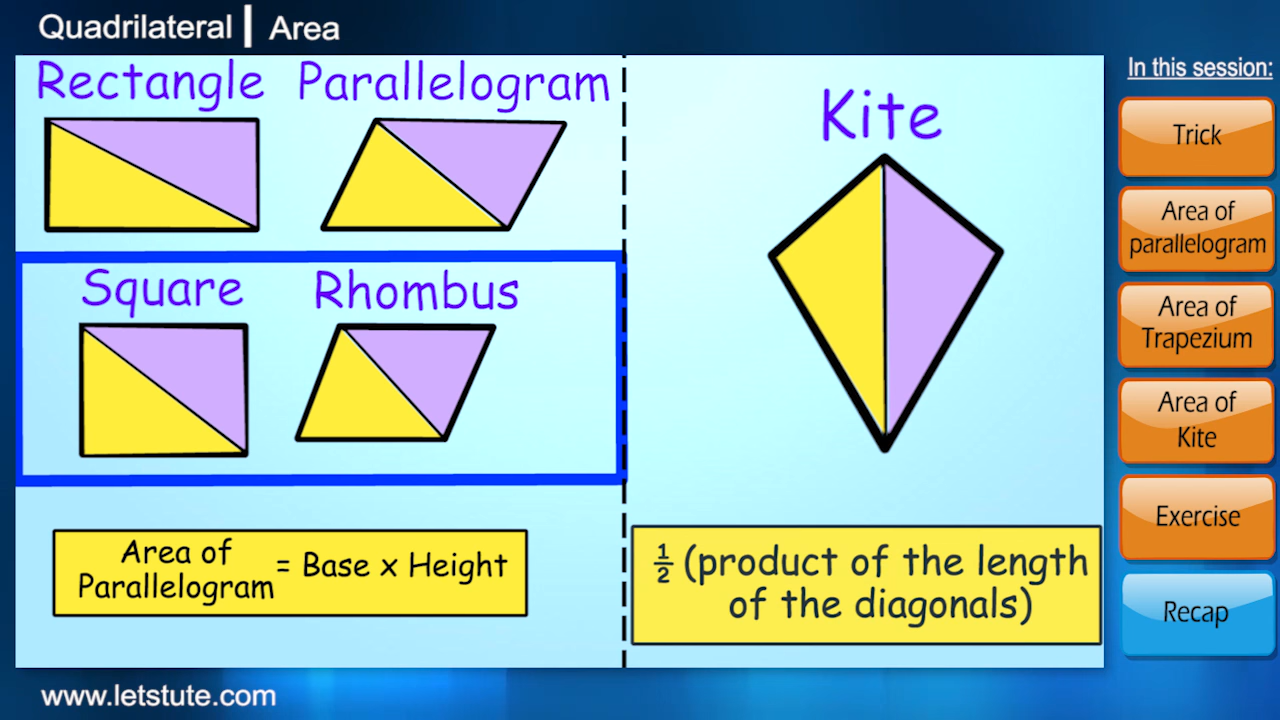 Quadrilateral | Area
Rectangle
Parallelogram
Square
Rhombus
Area of
Parallelogram = Base x Height
Kite
1/2 (product of the length
of the diagonals)
In this session:
Trick
Area of
parallelogram
Area of
Trapezium
Area of
Kite
Exercise
Recap
www.letstute.com